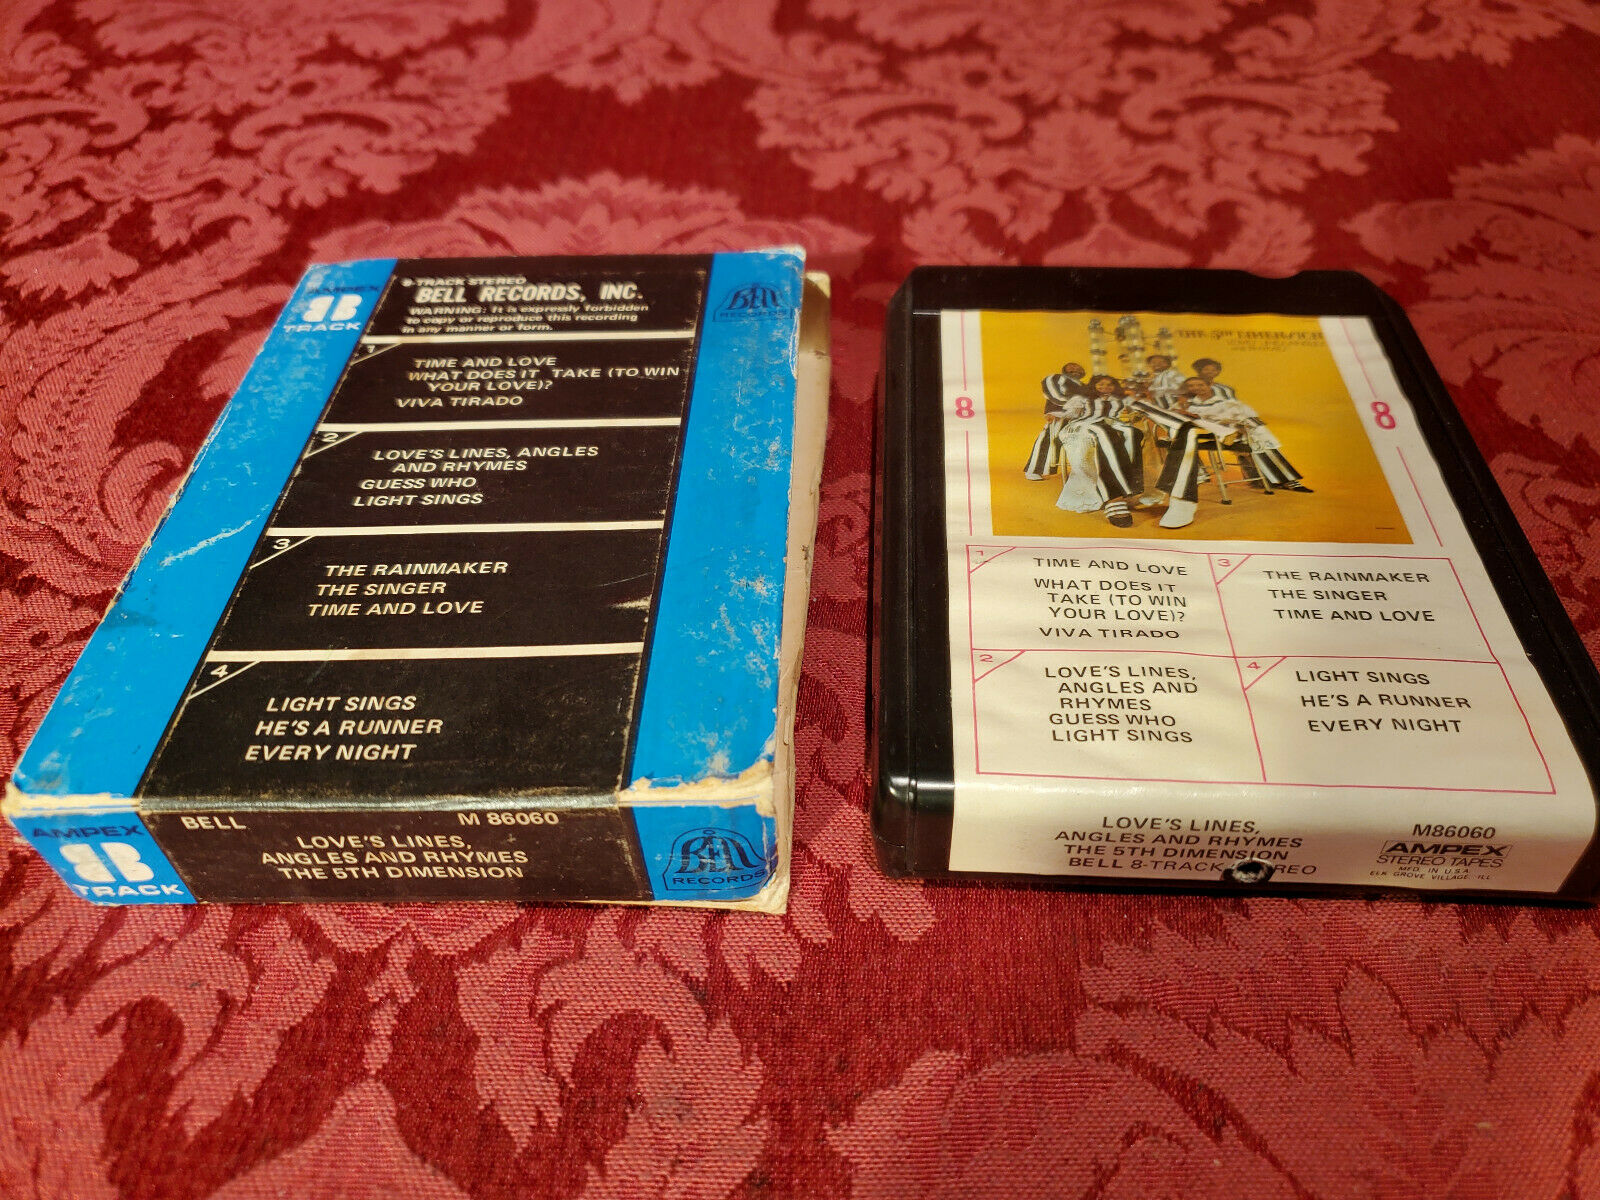 AMPEX
8
TRACK
8-TRACK STEREO
BELL RECORDS, INC.
WARNING: It is expressly forbidden
to copy or reproduce this recording
in any manner or form.
BELL
RECORDS
1
TIME AND LOVE
WHAT DOES IT TAKE (TO WIN
YOUR LOVE)?
VIVA TIRADO
2
LOVE'S LINES, ANGLES
AND RHYMES
GUESS WHO
LIGHT SINGS
3
THE RAINMAKER
THE SINGER
TIME AND LOVE
4
LIGHT SINGS
HE'S A RUNNER
EVERY NIGHT
AMPEX
8
TRACK
BELL
M 86060
LOVE'S LINES,
ANGLES AND RHYMES
THE 5TH DIMENSION
BELL
RECORDS
8
8
THE 5TH DIMENSION
1
TIME AND LOVE
WHAT DOES IT
TAKE (TO WIN
YOUR LOVE)?
VIVA TIRADO
2
LOVE'S LINES,
ANGLES AND
RHYMES
GUESS WHO
LIGHT SINGS
3
THE RAINMAKER
THE SINGER
TIME AND LOVE
4
LIGHT SINGS
HE'S A RUNNER
EVERY NIGHT
LOVE'S LINES,
ANGLES AND RHYMES
THE 5TH DIMENSION
BELL 8-TRACK
M86060
AMPEX
STEREO TAPES
MFD. IN U.S.A.
ELK GROVE VILLAGE, ILL